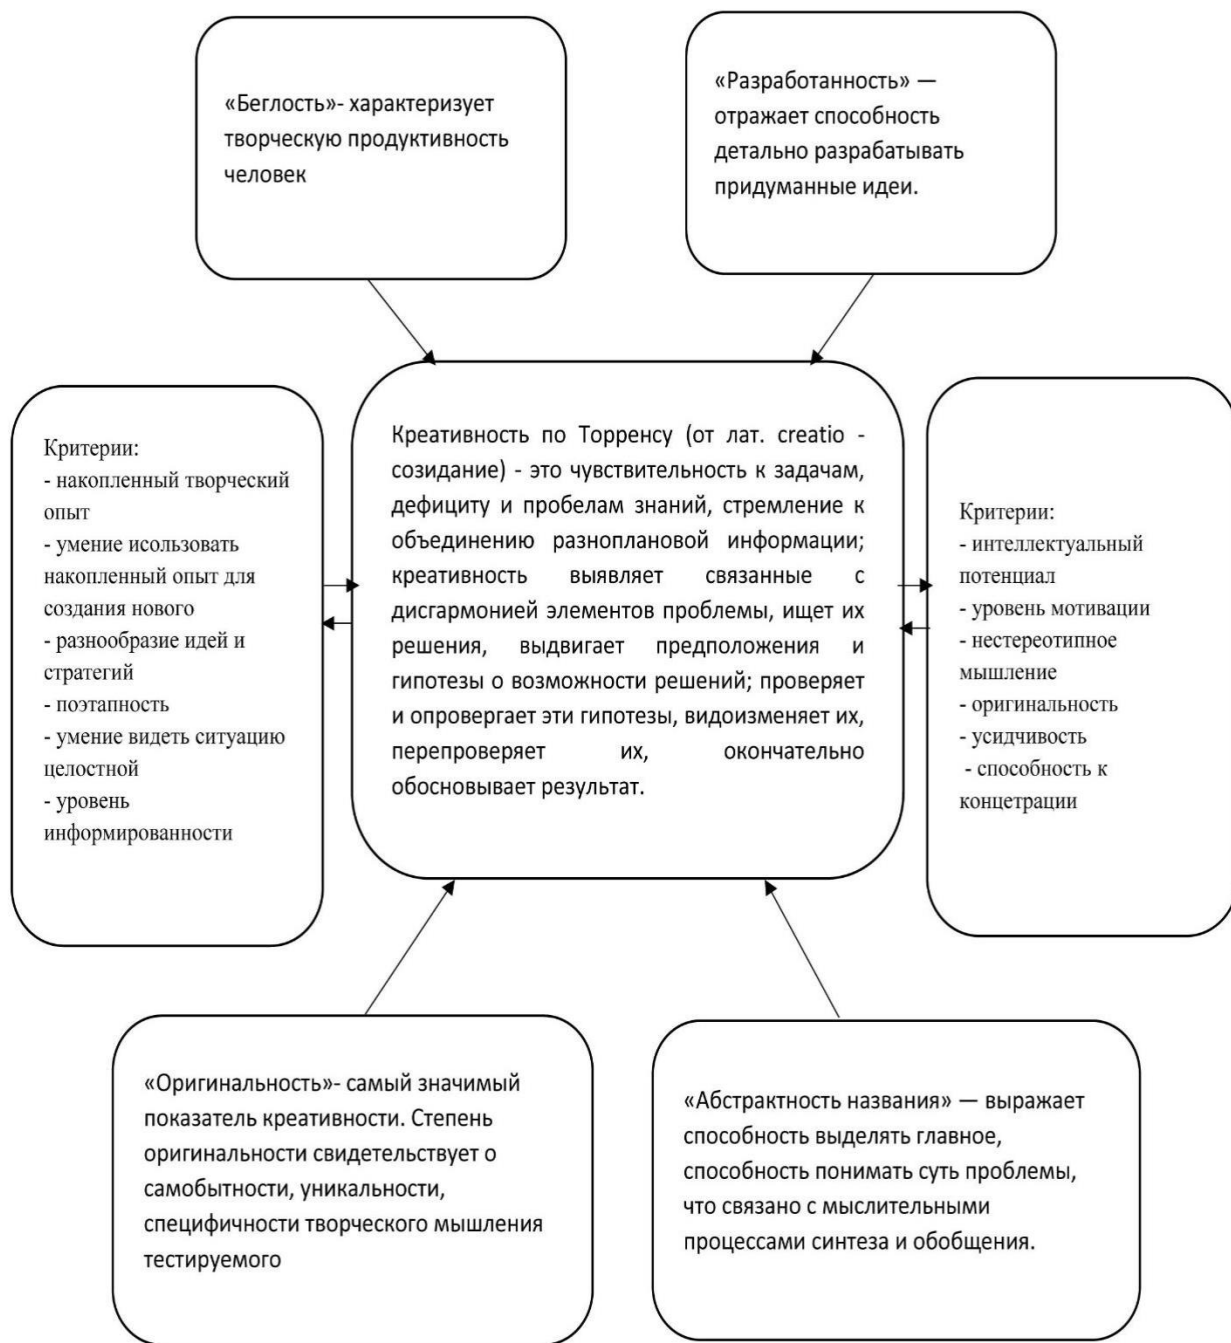 «Беглость»- характеризует
творческую продуктивность
человек
«Разработанность» —
отражает способность
детально разрабатывать
придуманные идеи.
Критерии:
- накопленный творческий
опыт
- умение исользовать
накопленный опыт для
создания нового
- разнообразие идей и
стратегий
- поэтапность
- умение видеть ситуацию
целостной
- уровень
информированности
Креативность по Торренсу (от лат. creatio -
созидание) - это чувствительность к задачам,
дефициту и пробелам знаний, стремление к
объединению разноплановой информации;
креативность выявляет связанные с
дисгармонией элементов проблемы, ищет их
решения, выдвигает предположения и
гипотезы о возможности решений; проверяет
и опровергает эти гипотезы, видоизменяет их,
перепроверяет их, окончательно
обосновывает результат.
Критерии:
- интеллектуальный
потенциал
- уровень мотивации
- нестереотипное
мышление
- оригинальность
- усидчивость
- способность к
концетрации
«Оригинальность»- самый значимый
показатель креативности. Степень
оригинальности свидетельствует о
самобытности, уникальности,
специфичности творческого мышления
тестируемого
«Абстрактность названия» — выражает
способность выделять главное,
способность понимать суть проблемы,
что связано с мыслительными
процессами синтеза и обобщения.